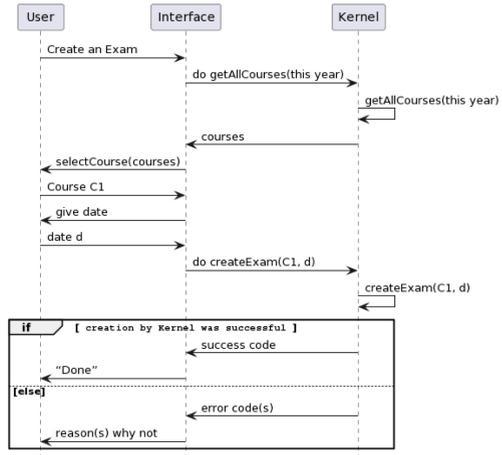 User Interface Kernel
Create an Exam
do getAllCourses(this year)
getAllCourses(this year)
courses
selectCourse(courses)
Course C1
give date
date d
do createExam(C1, d)
createExam(C1, d)
if [ creation by Kernel was successful ]
success code
“Done”
[else]
error code(s)
reason(s) why not